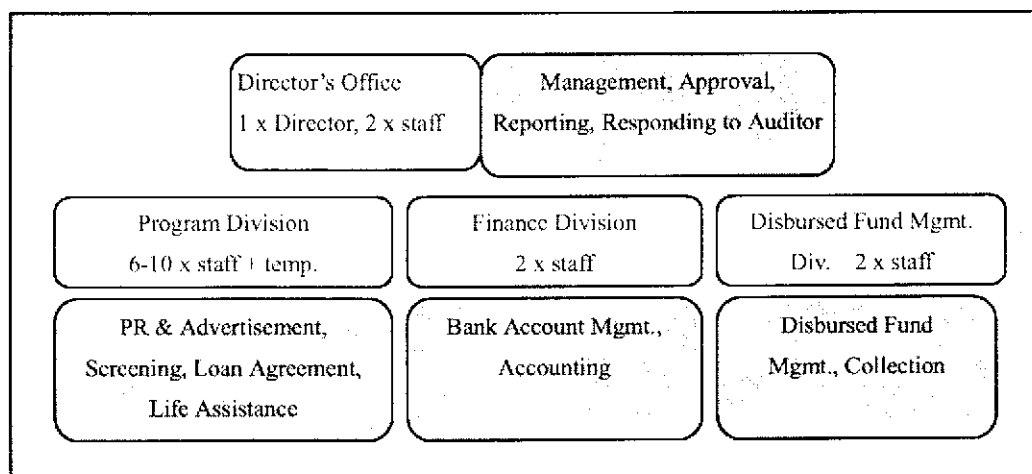 Director's Office
1 x Director, 2 x staff
Management, Approval,
Reporting, Responding to Auditor
Program Division
6-10 x staff + temp.
Finance Division
2 x staff
Disbursed Fund Mgmt.
Div. 2 x staff
PR & Advertisement,
Screening, Loan Agreement,
Life Assistance
Bank Account Mgmt.,
Accounting
Disbursed Fund
Mgmt., Collection